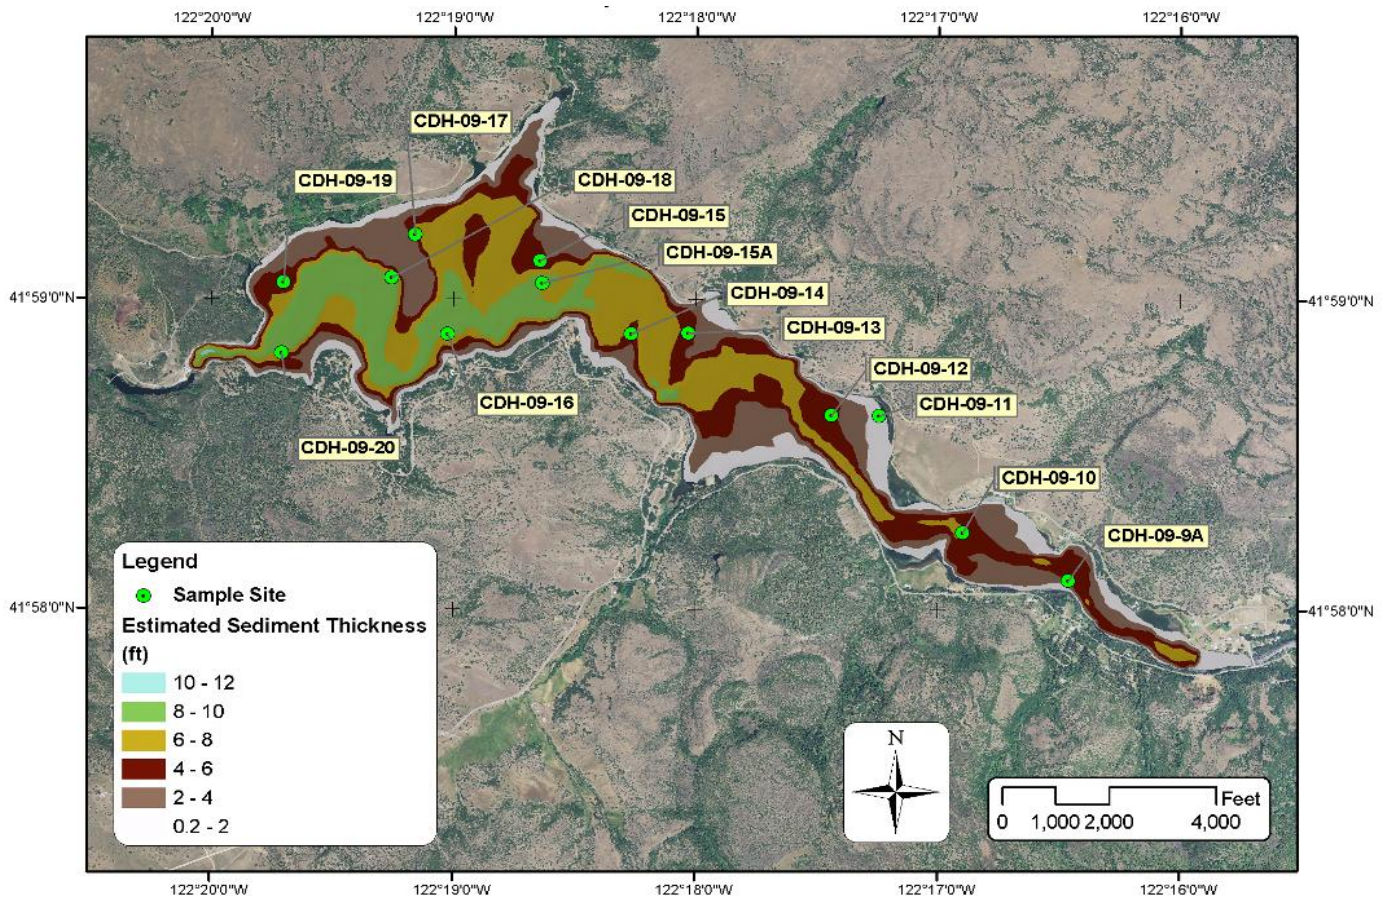 122°20'0"W 122°19'0"W 122°18'0"W 122°17'0"W 122°16'0"W
CDH-09-17
CDH-09-19
CDH-09-18
CDH-09-15
CDH-09-15A
CDH-09-14
41°59'0"N 41°59'0"N
CDH-09-13
CDH-09-12
CDH-09-16
CDH-09-11
CDH-09-20
CDH-09-10
CDH-09-9A
41°58'0"N 41°58'0"N
Legend
Sample Site
Estimated Sediment Thickness
(ft)
10 - 12
8 - 10
6 - 8
4 - 6
2 - 4
0.2 - 2
N
Feet
0 1,000 2,000 4,000
122°20'0"W 122°19'0"W 122°18'0"W 122°17'0"W 122°16'0"W